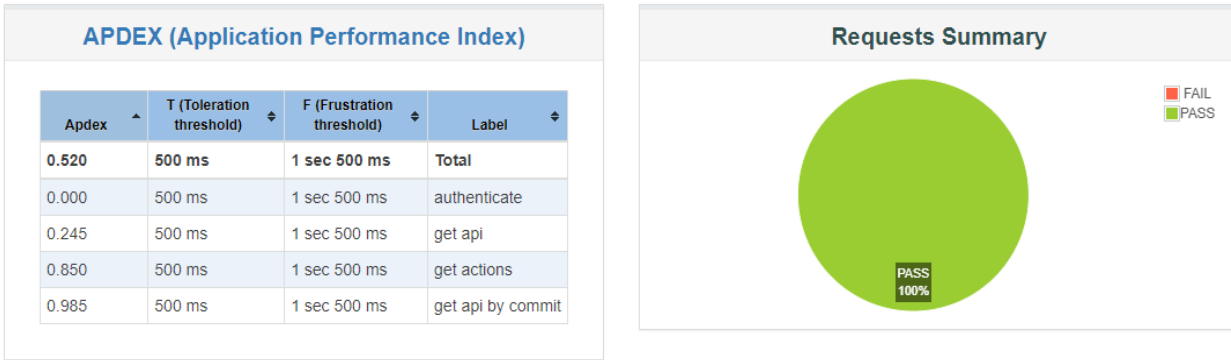 APDEX (Application Performance Index)
Apdex T (Toleration threshold) F (Frustration threshold) Label
0.520 500 ms 1 sec 500 ms Total
0.000 500 ms 1 sec 500 ms authenticate
0.245 500 ms 1 sec 500 ms get api
0.850 500 ms 1 sec 500 ms get actions
0.985 500 ms 1 sec 500 ms get api by commit
Requests Summary
FAIL
PASS
PASS
100%